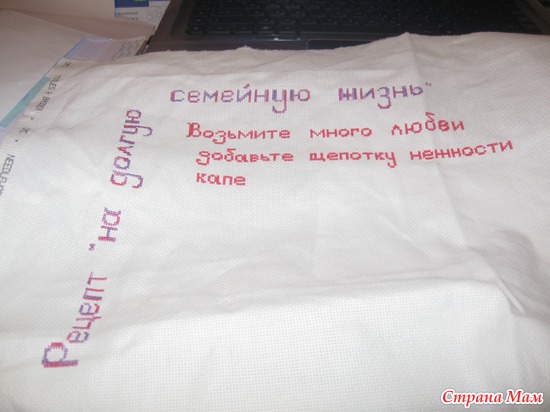 Рецепт "на долгую
семейную жизнь"
Возьмите много любви
добавьте щепотку нежности
капе
Страна Мам